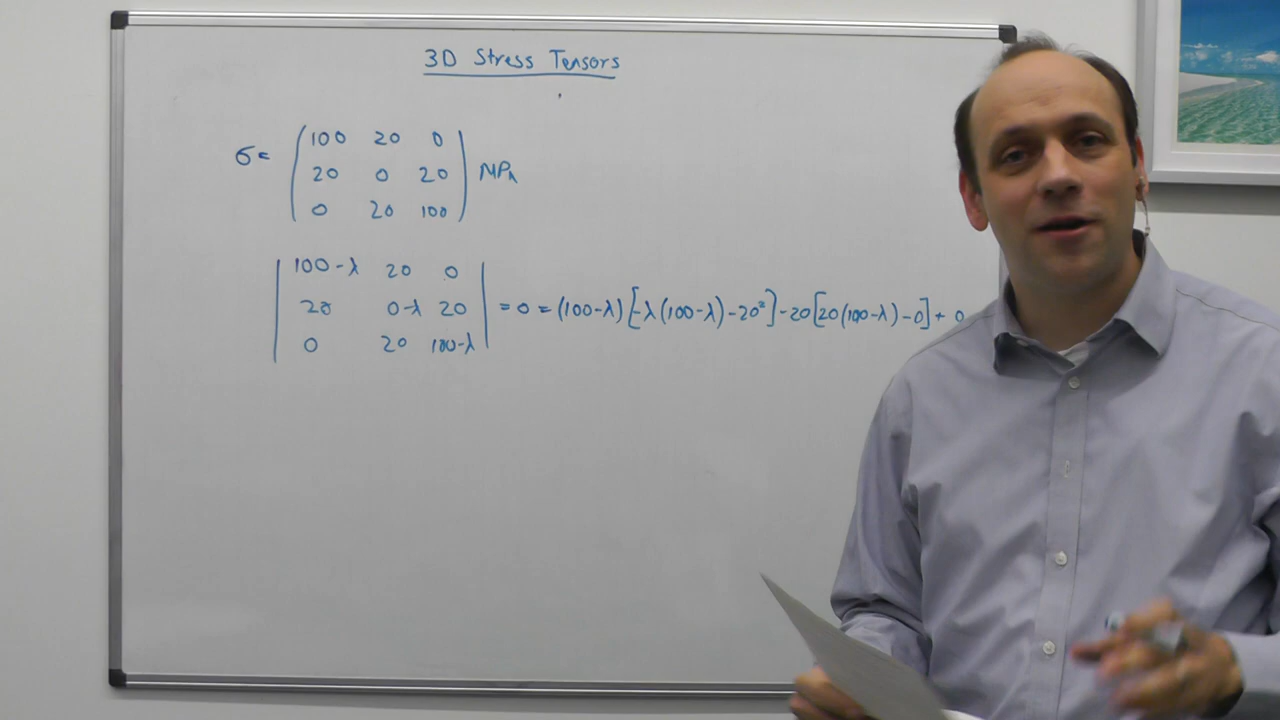 3D Stress Tensors
100 20 0
σ = 20 0 20 MPa
0 20 100
100-λ 20 0
20 0-λ 20 = 0 = (100-λ)[-λ(100-λ)-20²]-20[20(100-λ)-0]+ 0
0 20 100-λ